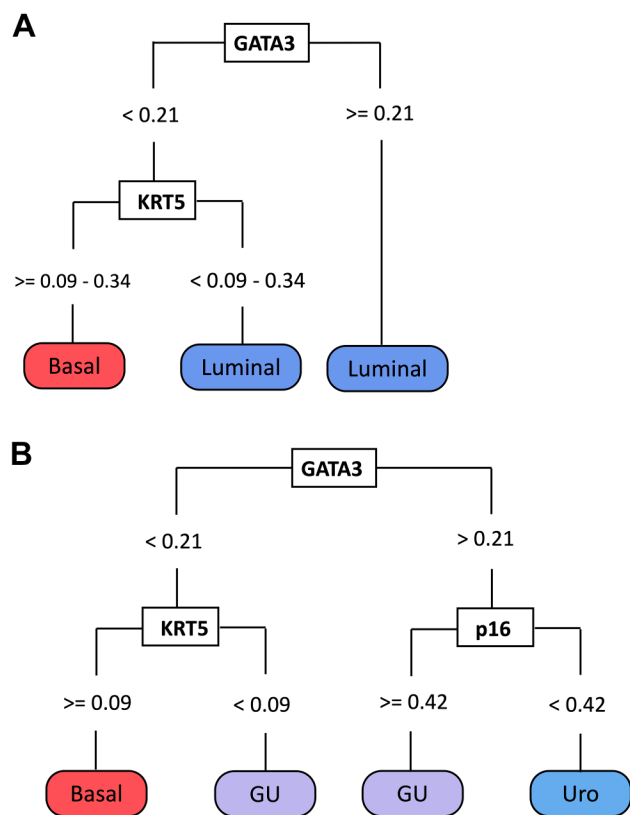 A
GATA3
< 0.21
>= 0.21
KRT5
>= 0.09 - 0.34
< 0.09 - 0.34
Basal
Luminal
Luminal
B
GATA3
< 0.21
> 0.21
KRT5
p16
>= 0.09
< 0.09
>= 0.42
< 0.42
Basal
GU
GU
Uro